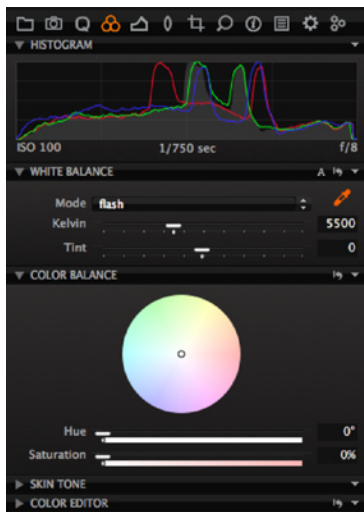 HISTOGRAM
ISO 100 1/750 sec f/8
WHITE BALANCE A
Mode flash
Kelvin 5500
Tint 0
COLOR BALANCE
Hue 0°
Saturation 0%
SKIN TONE
COLOR EDITOR